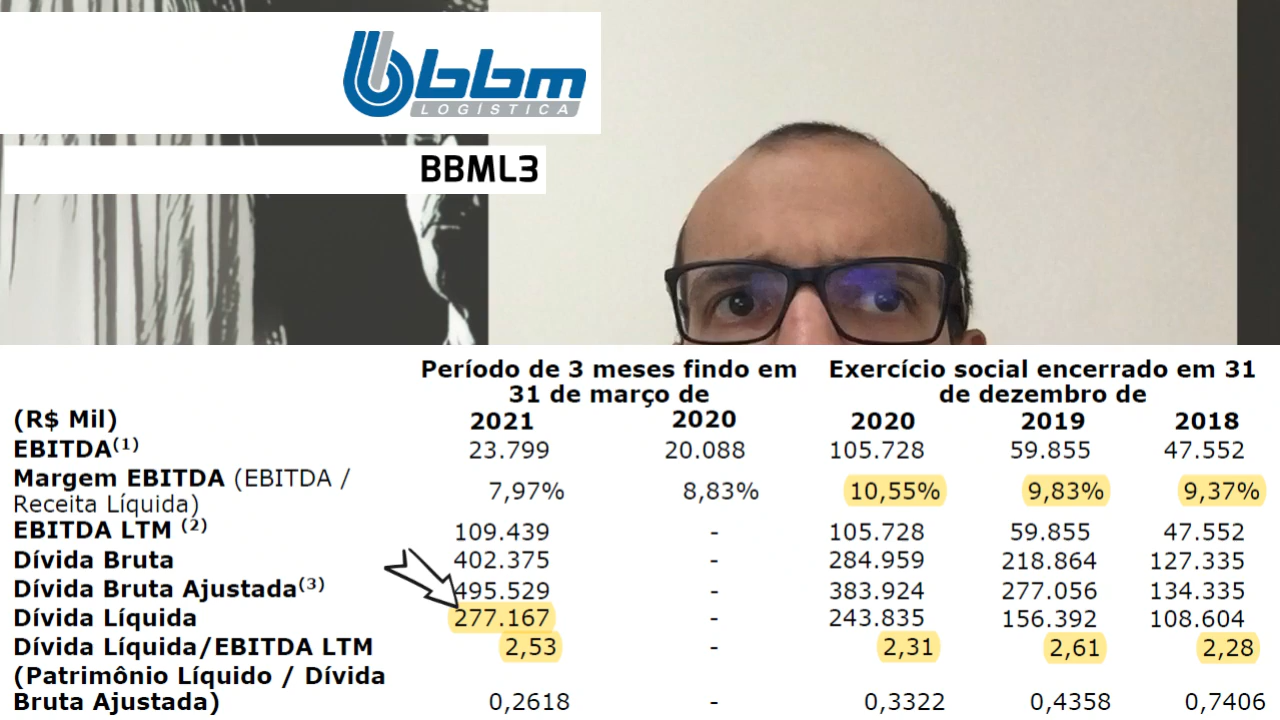 bbm
LOGÍSTICA
BBML3
Período de 3 meses findo em 31 de março de
Exercício social encerrado em 31 de dezembro de
(R$ Mil) 2021 2020 2020 2019 2018
EBITDA(1) 23.799 20.088 105.728 59.855 47.552
Margem EBITDA (EBITDA / Receita Líquida) 7,97% 8,83% 10,55% 9,83% 9,37%
EBITDA LTM (2) 109.439 - 105.728 59.855 47.552
Dívida Bruta 402.375 - 284.959 218.864 127.335
Dívida Bruta Ajustada(3) 495.529 - 383.924 277.056 134.335
Dívida Líquida 277.167 - 243.835 156.392 108.604
Dívida Líquida/EBITDA LTM 2,53 - 2,31 2,61 2,28
(Patrimônio Líquido / Dívida Bruta Ajustada) 0,2618 - 0,3322 0,4358 0,7406